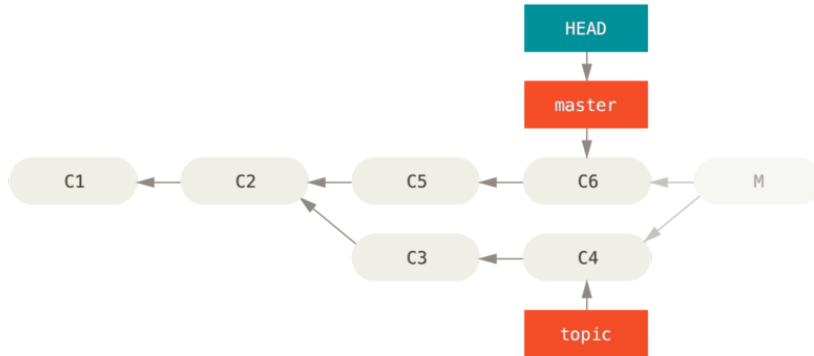 HEAD
master
C1 C2 C5 C6 M
C3 C4
topic